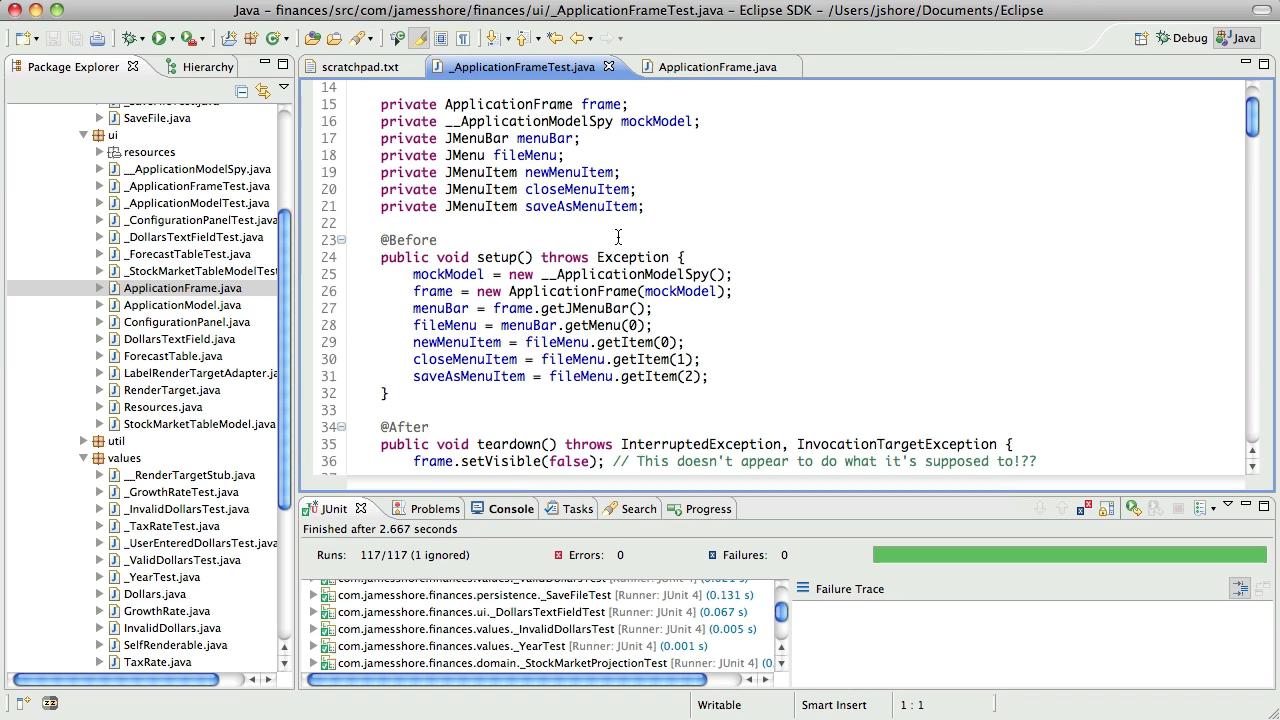 Java - finances/src/com/jamesshore/finances/ui/_ApplicationFrameTest.java - Eclipse SDK - /Users/jshore/Documents/Eclipse
Debug
Java
Package Explorer
Hierarchy
SaveFile.java
ui
resources
__ApplicationModelSpy.java
_ApplicationFrameTest.java
_ApplicationModelTest.java
_ConfigurationPanelTest.java
_DollarsTextFieldTest.java
_ForecastTableTest.java
_StockMarketTableModelTest
ApplicationFrame.java
ApplicationModel.java
ConfigurationPanel.java
DollarsTextField.java
ForecastTable.java
LabelRenderTargetAdapter.ja
RenderTarget.java
Resources.java
StockMarketTableModel.java
util
values
__RenderTargetStub.java
_GrowthRateTest.java
_InvalidDollarsTest.java
_TaxRateTest.java
_UserEnteredDollarsTest.java
_ValidDollarsTest.java
_YearTest.java
Dollars.java
GrowthRate.java
InvalidDollars.java
SelfRenderable.java
TaxRate.java
scratchpad.txt
_ApplicationFrameTest.java
ApplicationFrame.java
14
15 private ApplicationFrame frame;
16 private __ApplicationModelSpy mockModel;
17 private JMenuBar menuBar;
18 private JMenu fileMenu;
19 private JMenuItem newMenuItem;
20 private JMenuItem closeMenuItem;
21 private JMenuItem saveAsMenuItem;
22
23 @Before
24 public void setup() throws Exception {
25 mockModel = new __ApplicationModelSpy();
26 frame = new ApplicationFrame(mockModel);
27 menuBar = frame.getJMenuBar();
28 fileMenu = menuBar.getMenu(0);
29 newMenuItem = fileMenu.getItem(0);
30 closeMenuItem = fileMenu.getItem(1);
31 saveAsMenuItem = fileMenu.getItem(2);
32 }
33
34 @After
35 public void teardown() throws InterruptedException, InvocationTargetException {
36 frame.setVisible(false); // This doesn't appear to do what it's supposed to!??
JUnit
Problems
Console
Tasks
Search
Progress
Finished after 2.667 seconds
Runs: 117/117 (1 ignored) Errors: 0 Failures: 0
com.jamesshore.finances.persistence._SaveFileTest [Runner: JUnit 4] (0.131 s)
com.jamesshore.finances.ui._DollarsTextFieldTest [Runner: JUnit 4] (0.067 s)
com.jamesshore.finances.values._InvalidDollarsTest [Runner: JUnit 4] (0.005 s)
com.jamesshore.finances.values._YearTest [Runner: JUnit 4] (0.001 s)
com.jamesshore.finances.domain._StockMarketProjectionTest [Runner: JUnit 4] (0.
Failure Trace
Writable
Smart Insert
1 : 1